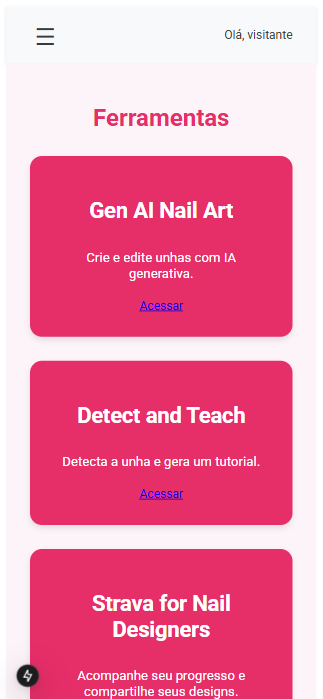 Olá, visitante
Ferramentas
Gen AI Nail Art
Crie e edite unhas com IA
generativa.
Acessar
Detect and Teach
Detecta a unha e gera um tutorial.
Acessar
Strava for Nail
Designers
Acompanhe seu progresso e
compartilhe seus designs.